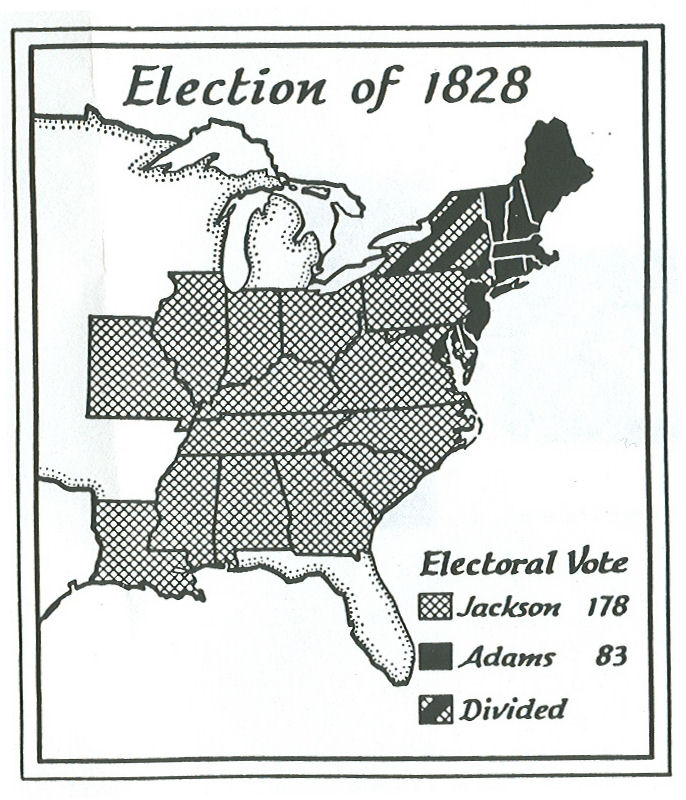 Election of 1828
Electoral Vote
Jackson 178
Adams 83
Divided